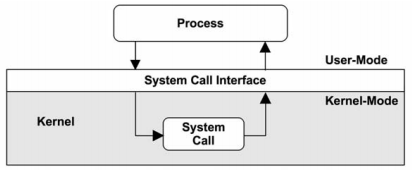 Process
User-Mode
System Call Interface
Kernel-Mode
Kernel
System
Call